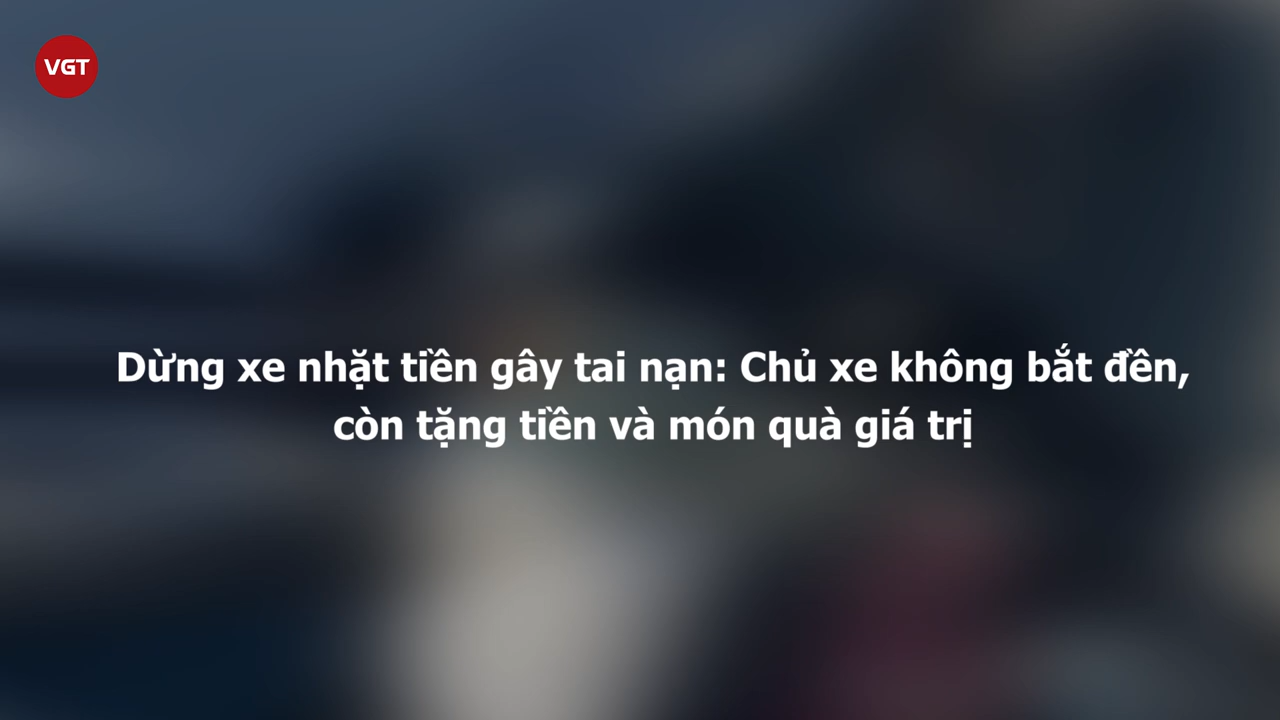 VGT
Dừng xe nhặt tiền gây tai nạn: Chủ xe không bắt đền,
còn tặng tiền và món quà giá trị